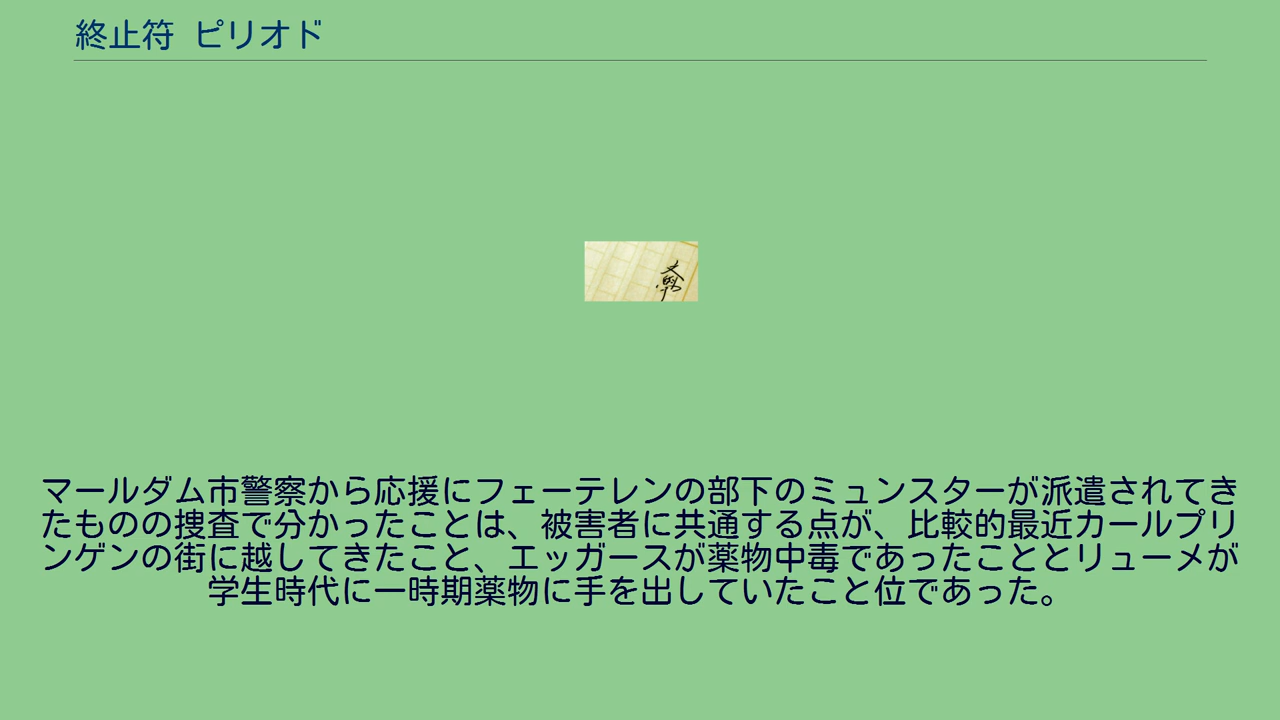 終止符 ピリオド
マールダム市警察から応援にフェーテレンの部下のミュンスターが派遣されてき
たものの捜査で分かったことは、被害者に共通する点が、比較的最近カールプリ
ンゲンの街に越してきたこと、エッガースが薬物中毒であったこととリューメが
学生時代に一時期薬物に手を出していたこと位であった。